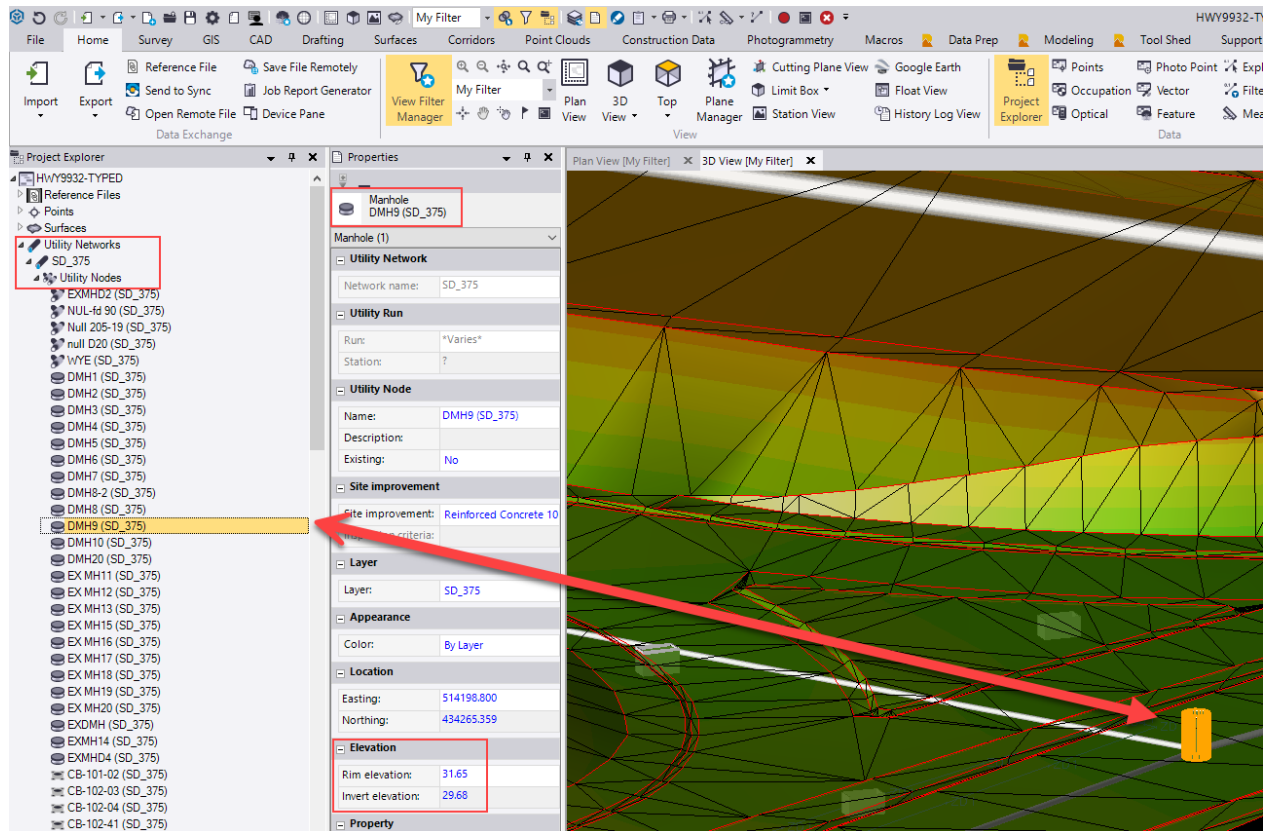 My Filter
HWY9932-TY
File Home Survey GIS CAD Drafting Surfaces Corridors Point Clouds Construction Data Photogrammetry Macros Data Prep Modeling Tool Shed Support
Import
Export
Reference File
Send to Sync
Open Remote File
Save File Remotely
Job Report Generator
Device Pane
Data Exchange
View Filter
Manager
My Filter
Plan
View
3D
View
Top
Plane
Manager
Cutting Plane View
Limit Box
Station View
Google Earth
Float View
History Log View
View
Project
Explorer
Points
Occupation
Optical
Photo Point
Vector
Feature
Expl
Filte
Mea
Data
Project Explorer
HWY9932-TYPED
Reference Files
Points
Surfaces
Utility Networks
SD_375
Utility Nodes
EXMHD2 (SD_375)
NUL-fd 90 (SD_375)
Null 205-19 (SD_375)
null D20 (SD_375)
WYE (SD_375)
DMH1 (SD_375)
DMH2 (SD_375)
DMH3 (SD_375)
DMH4 (SD_375)
DMH5 (SD_375)
DMH6 (SD_375)
DMH7 (SD_375)
DMH8-2 (SD_375)
DMH8 (SD_375)
DMH9 (SD_375)
DMH10 (SD_375)
DMH20 (SD_375)
EX MH11 (SD_375)
EX MH12 (SD_375)
EX MH13 (SD_375)
EX MH15 (SD_375)
EX MH16 (SD_375)
EX MH17 (SD_375)
EX MH18 (SD_375)
EX MH19 (SD_375)
EX MH20 (SD_375)
EXDMH (SD_375)
EXMH14 (SD_375)
EXMHD4 (SD_375)
CB-101-02 (SD_375)
CB-102-03 (SD_375)
CB-102-04 (SD_375)
CB-102-41 (SD_375)
Properties
Manhole
DMH9 (SD_375)
Manhole (1)
Utility Network
Network name: SD_375
Utility Run
Run: *Varies*
Station: ?
Utility Node
Name: DMH9 (SD_375)
Description:
Existing: No
Site improvement
Site improvement: Reinforced Concrete 10
criteria:
Layer
Layer: SD_375
Appearance
Color: By Layer
Location
Easting: 514198.800
Northing: 434265.359
Elevation
Rim elevation: 31.65
Invert elevation: 29.68
Property
Plan View [My Filter]
3D View [My Filter]